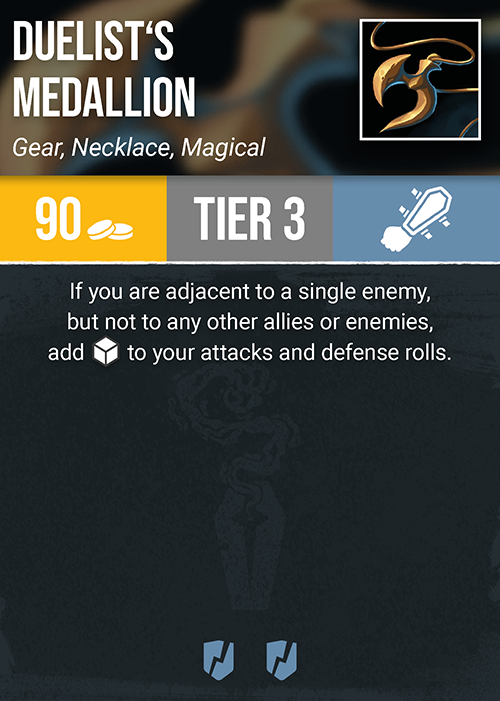 DUELIST‘S
MEDALLION
Gear, Necklace, Magical
90
TIER 3
If you are adjacent to a single enemy,
but not to any other allies or enemies,
add to your attacks and defense rolls.